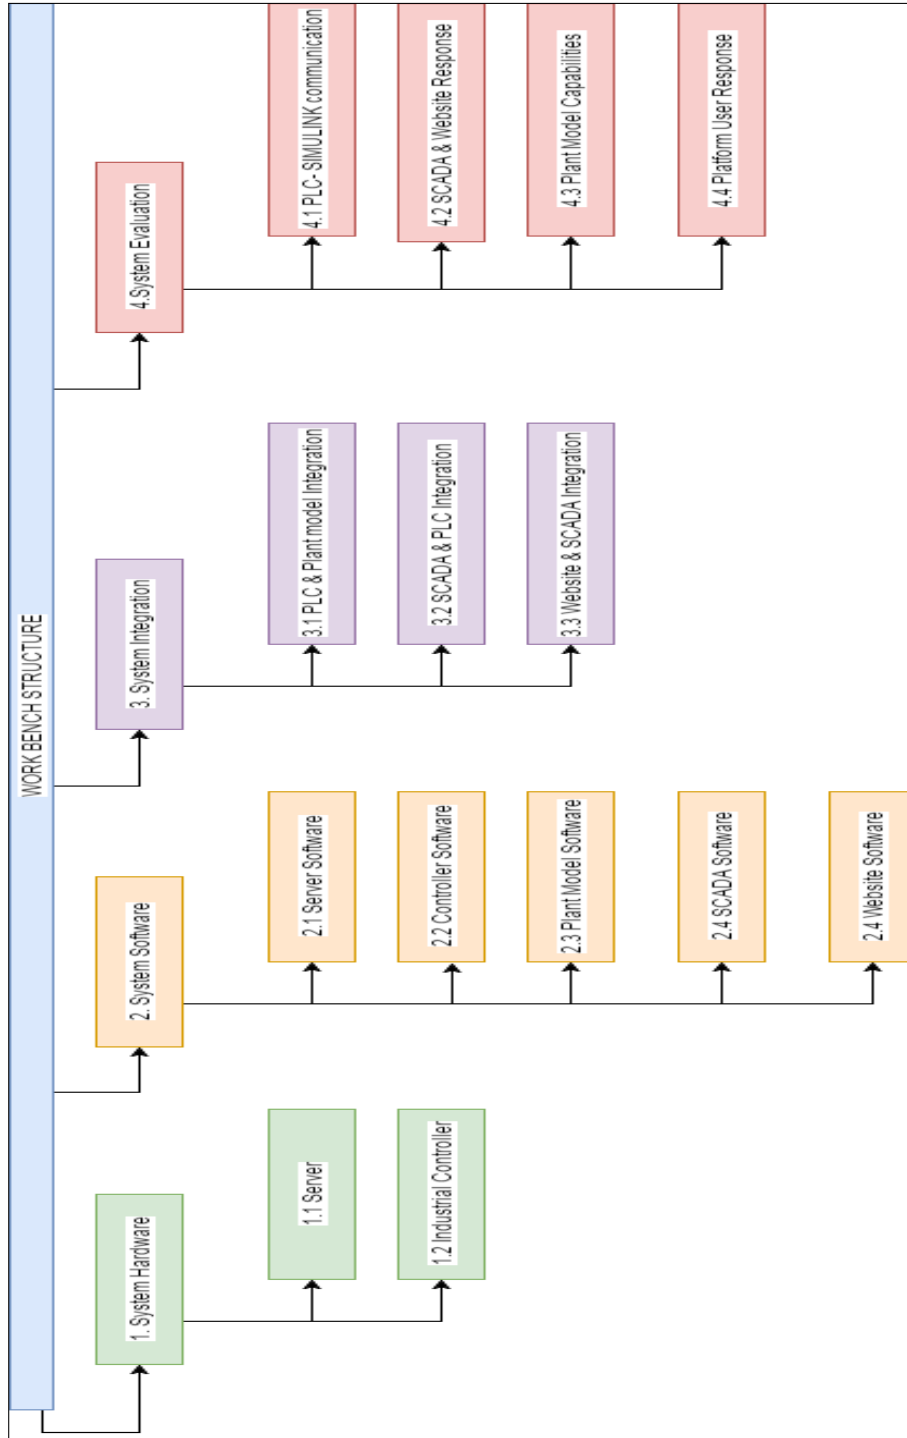 WORK BENCH STRUCTURE
1. System Hardware
1.1 Server
1.2 Industrial Controller
2. System Software
2.1 Server Software
2.2 Controller Software
2.3 Plant Model Software
2.4 SCADA Software
2.4 Website Software
3. System Integration
3.1 PLC & Plant model Integration
3.2 SCADA & PLC Integration
3.3 Website & SCADA Integration
4.System Evaluation
4.1 PLC- SIMULINK communication
4.2 SCADA & Website Response
4.3 Plant Model Capabilities
4.4 Platform User Response